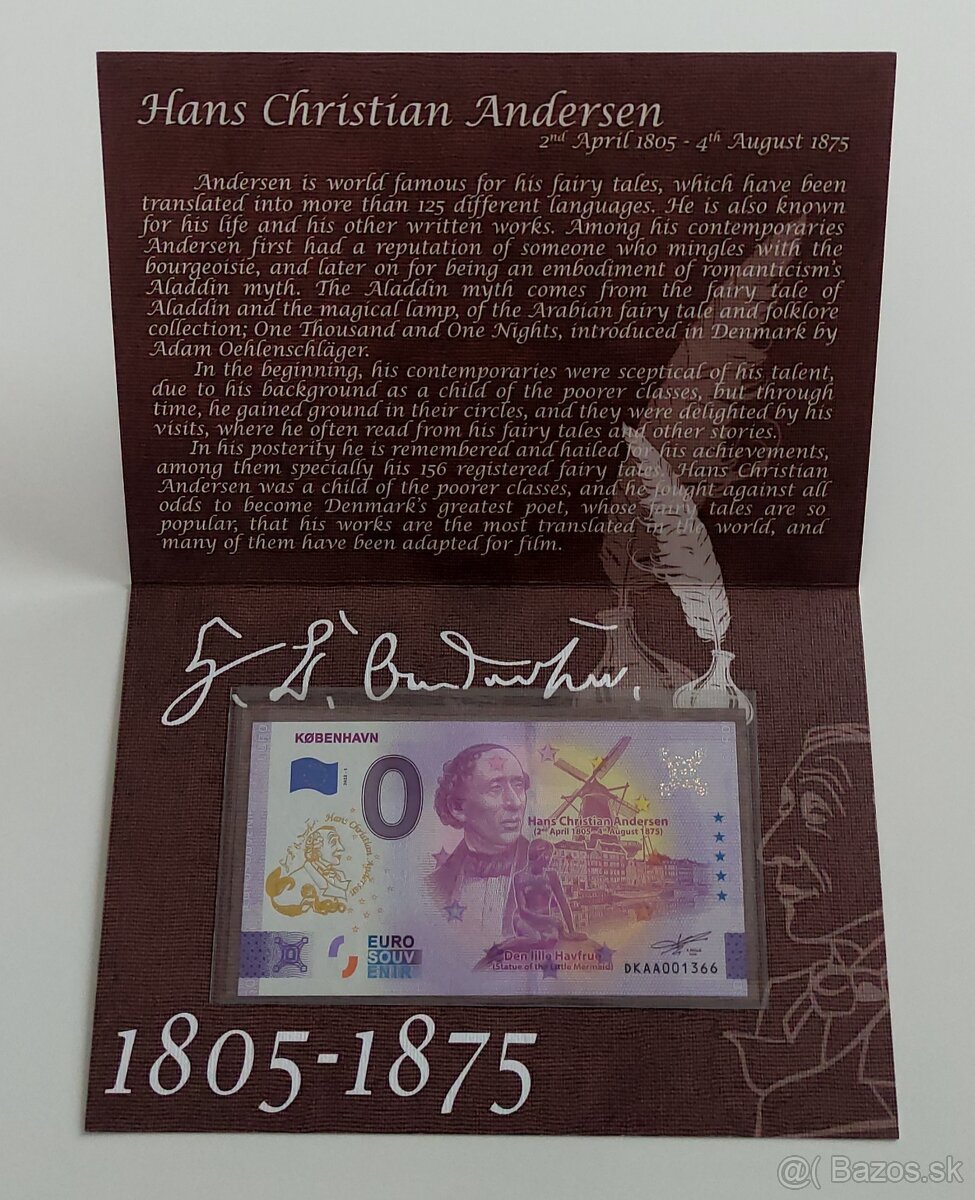 Hans Christian Andersen
2nd April 1805 - 4th August 1875
Andersen is world famous for his fairy tales, which have been
translated into more than 125 different languages. He is also known
for his life and his other written works. Among his contemporaries
Andersen first had a reputation of someone who mingles with the
bourgeoisie, and later on for being an embodiment of romanticism's
Aladdin myth. The Aladdin myth comes from the fairy tale of
Aladdin and the magical lamp, of the Arabian fairy tale and folklore
collection; One Thousand and One Nights, introduced in Denmark by
Adam Oehlenschläger.
In the beginning, his contemporaries were sceptical of his talent,
due to his background as a child of the poorer classes, but through
time, he gained ground in their circles, and they were delighted by his
visits, where he often read from his fairy tales and other stories.
In his posterity he is remembered and hailed for his achievements,
among them specially his 156 registered fairy tales. Hans Christian
Andersen was a child of the poorer classes, and he fought against all
odds to become Denmark's greatest poet, whose fairy tales are so
popular, that his works are the most translated in the world, and
many of them have been adapted for film.
KØBENHAVN
0
Hans Christian Andersen
(2nd April 1805 - 4th August 1875)
Hans Christian Andersen
EURO
SOUV
ENIR
Den lille Havfrue
(Statue of the Little Mermaid)
DKAA001366
1805-1875
@( Bazos.sk